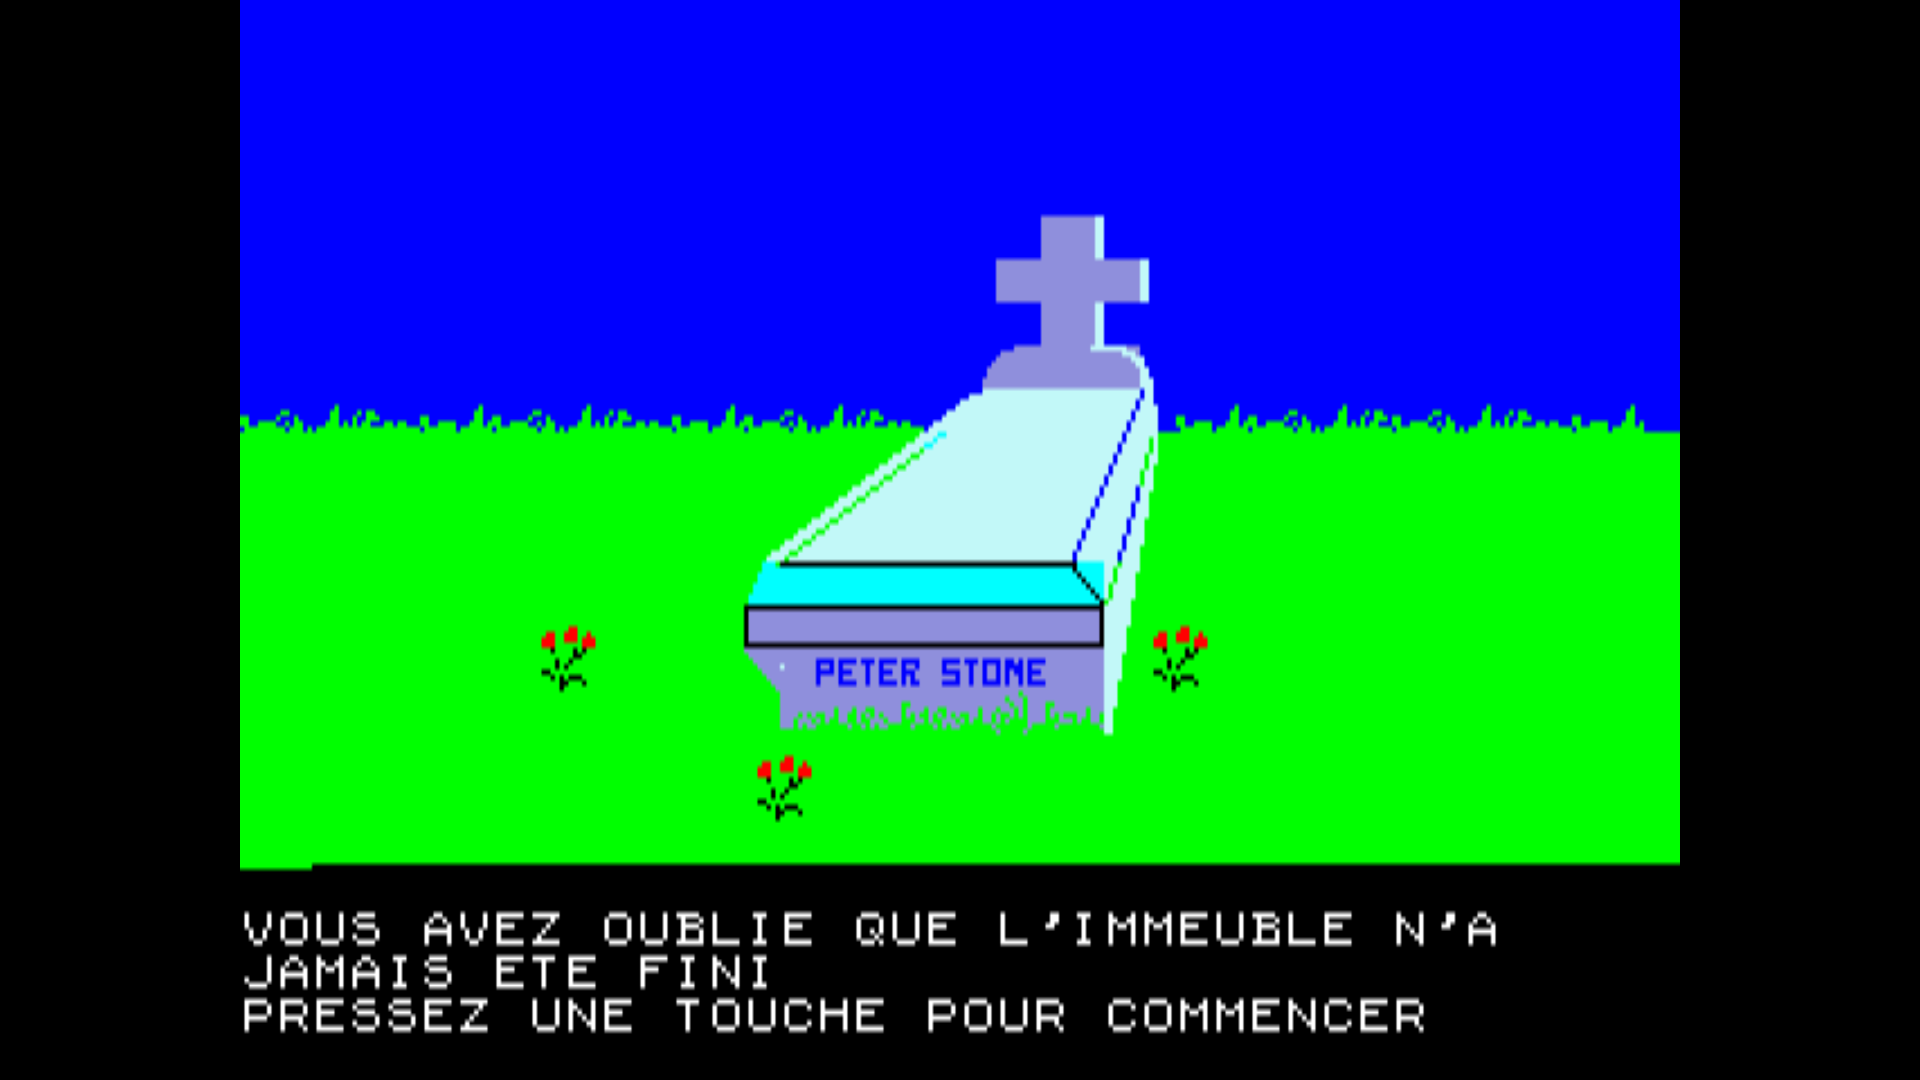 PETER STONE
VOUS AVEZ OUBLIE QUE L'IMMEUBLE N'A
JAMAIS ETE FINI
PRESSEZ UNE TOUCHE POUR COMMENCER